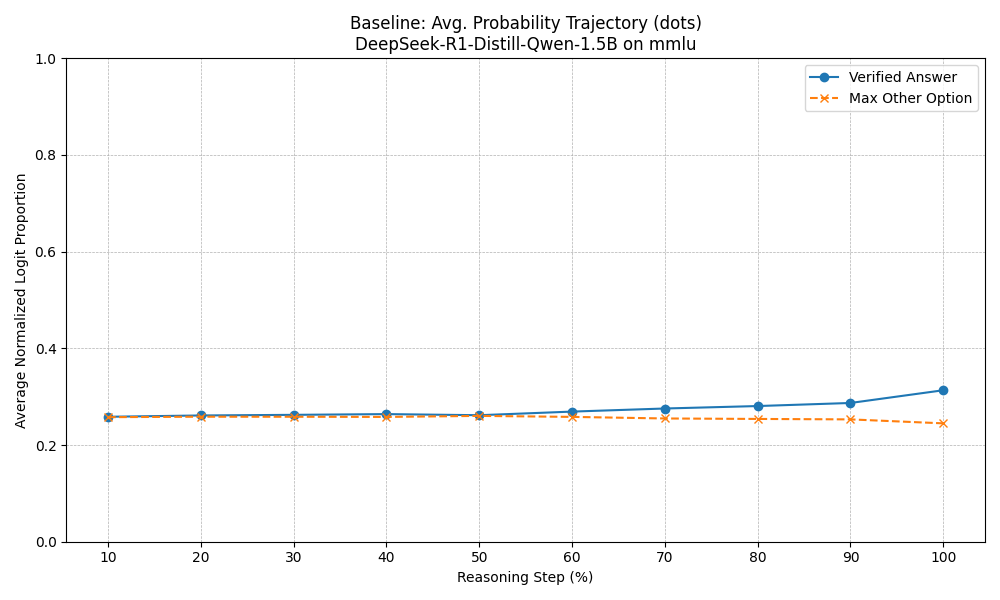 Baseline: Avg. Probability Trajectory (dots)
DeepSeek-R1-Distill-Qwen-1.5B on mmlu
Verified Answer
Max Other Option
Average Normalized Logit Proportion
1.0
0.8
0.6
0.4
0.2
0.0
10 20 30 40 50 60 70 80 90 100
Reasoning Step (%)